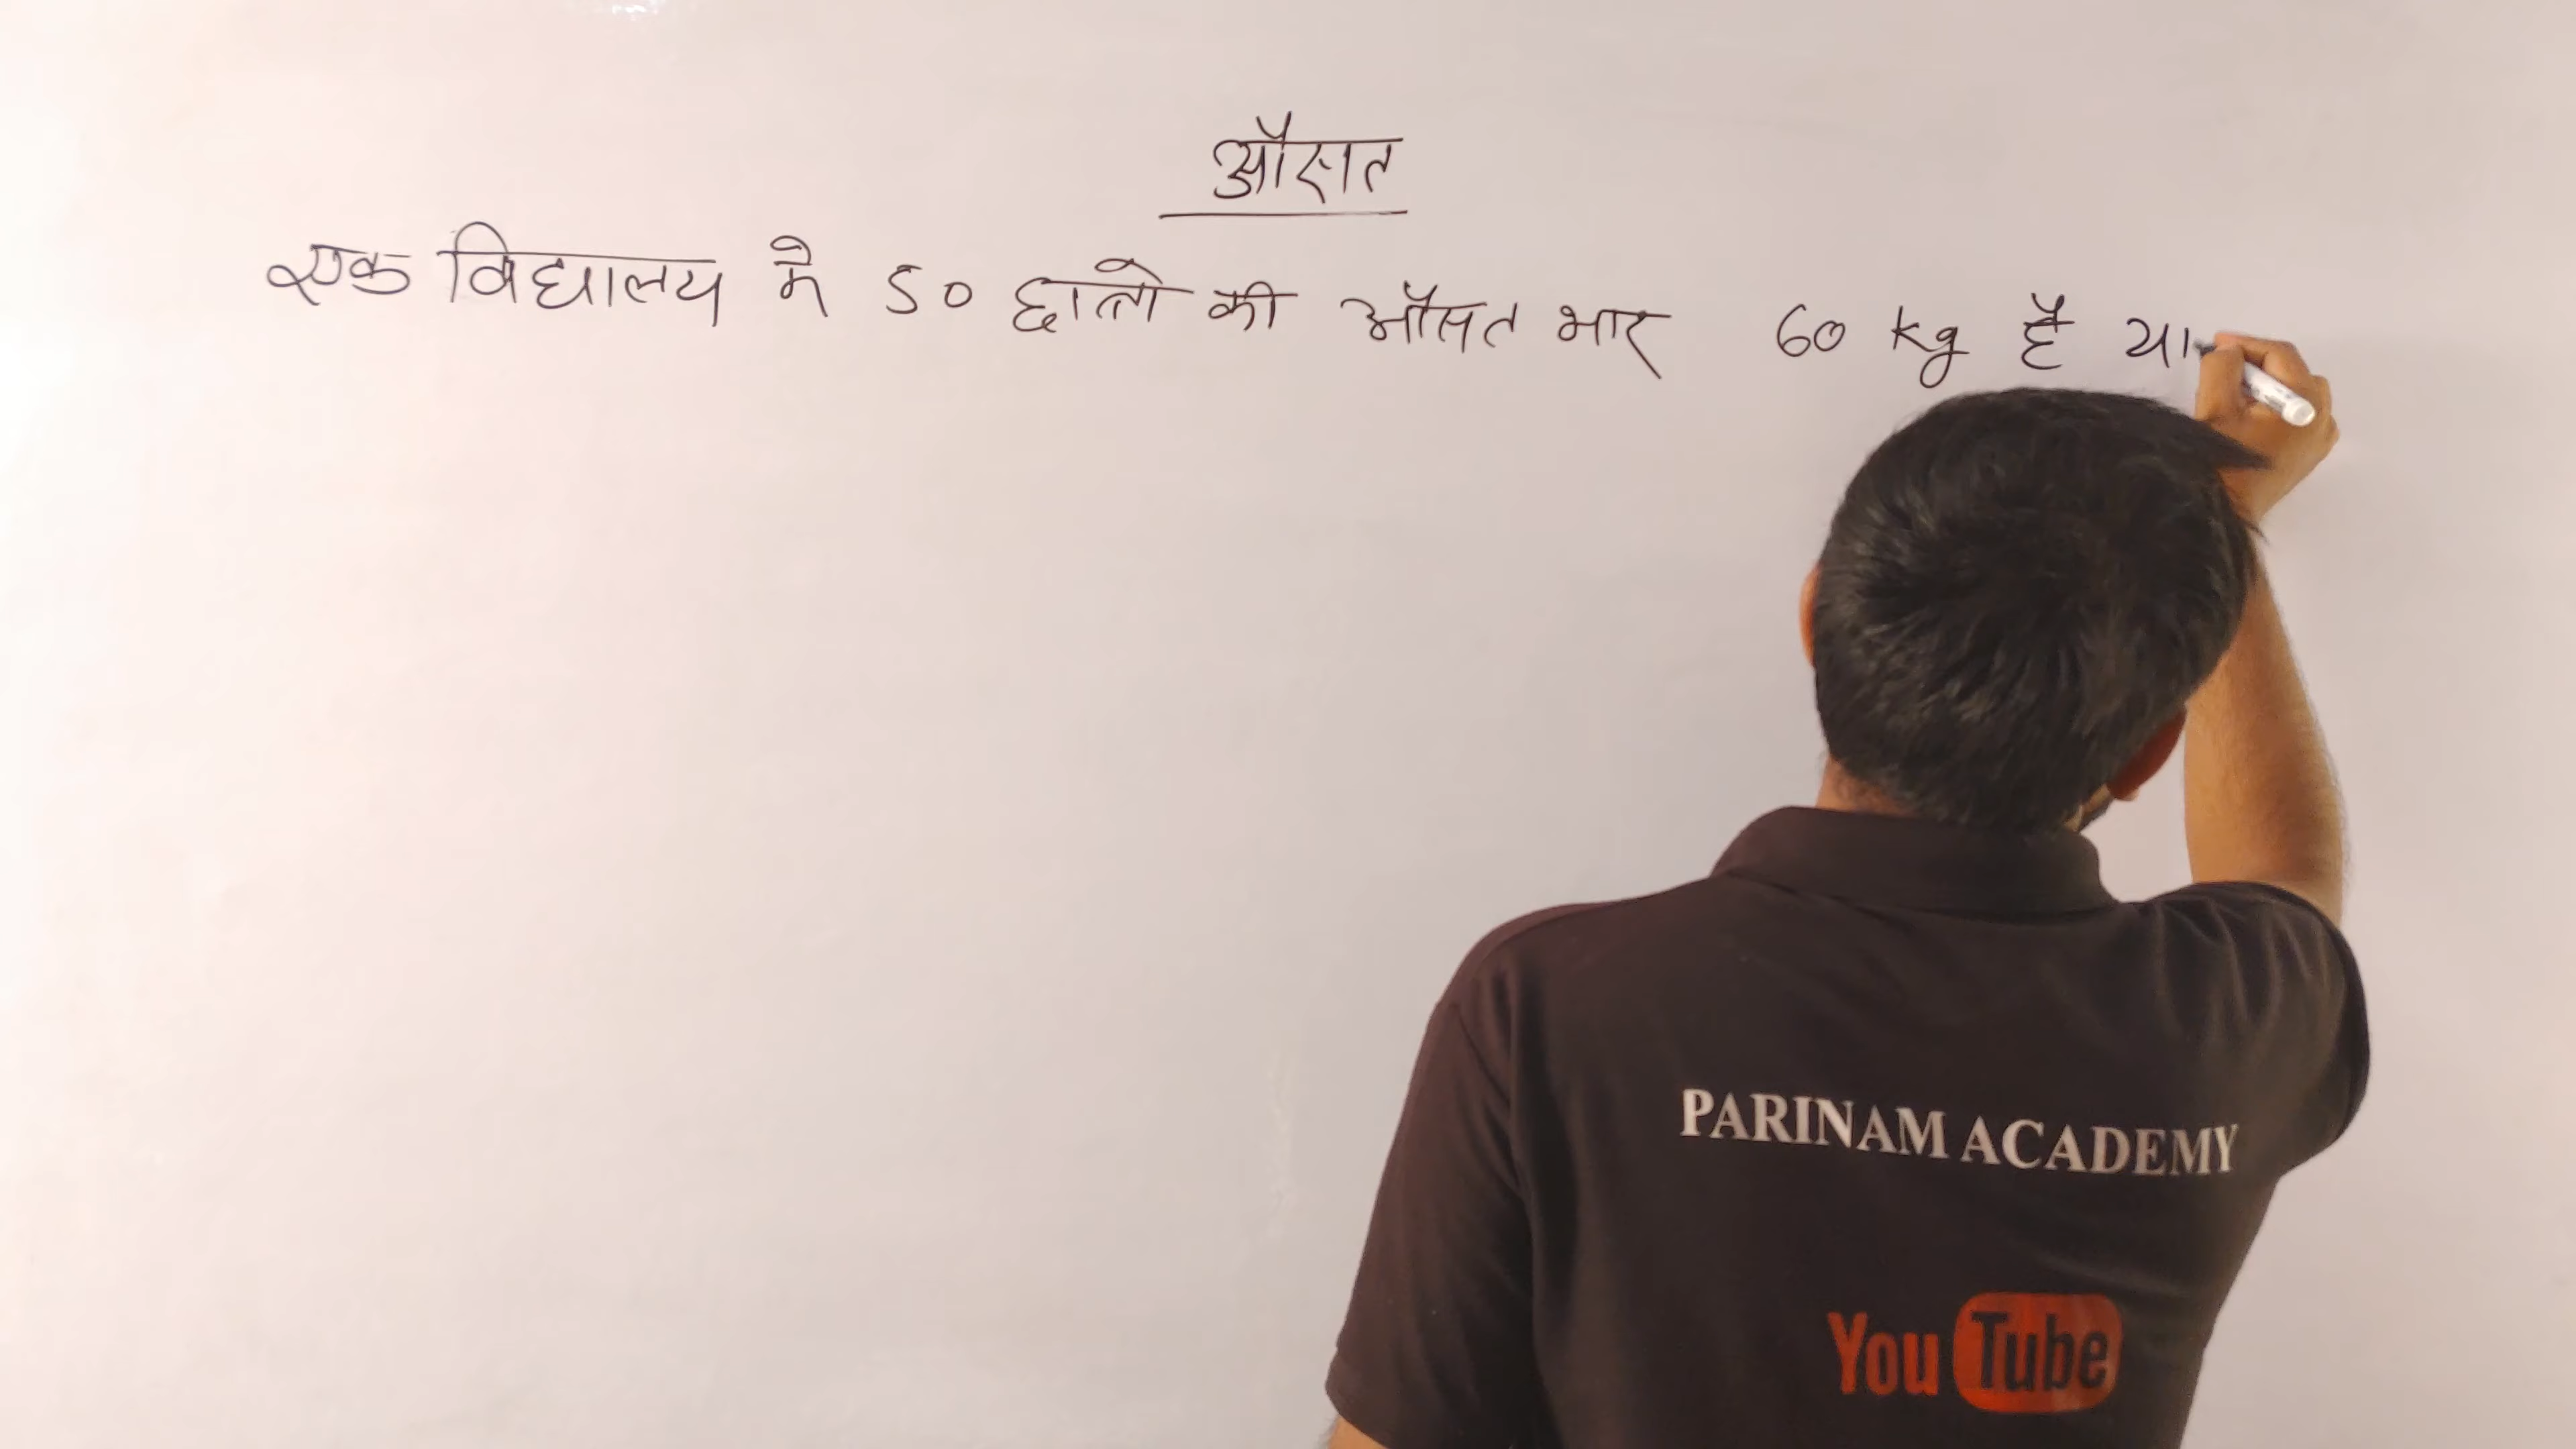 औसत
एक विद्यालय मे 50 छात्रो की औसत भार 60 kg है या
PARINAM ACADEMY
YouTube